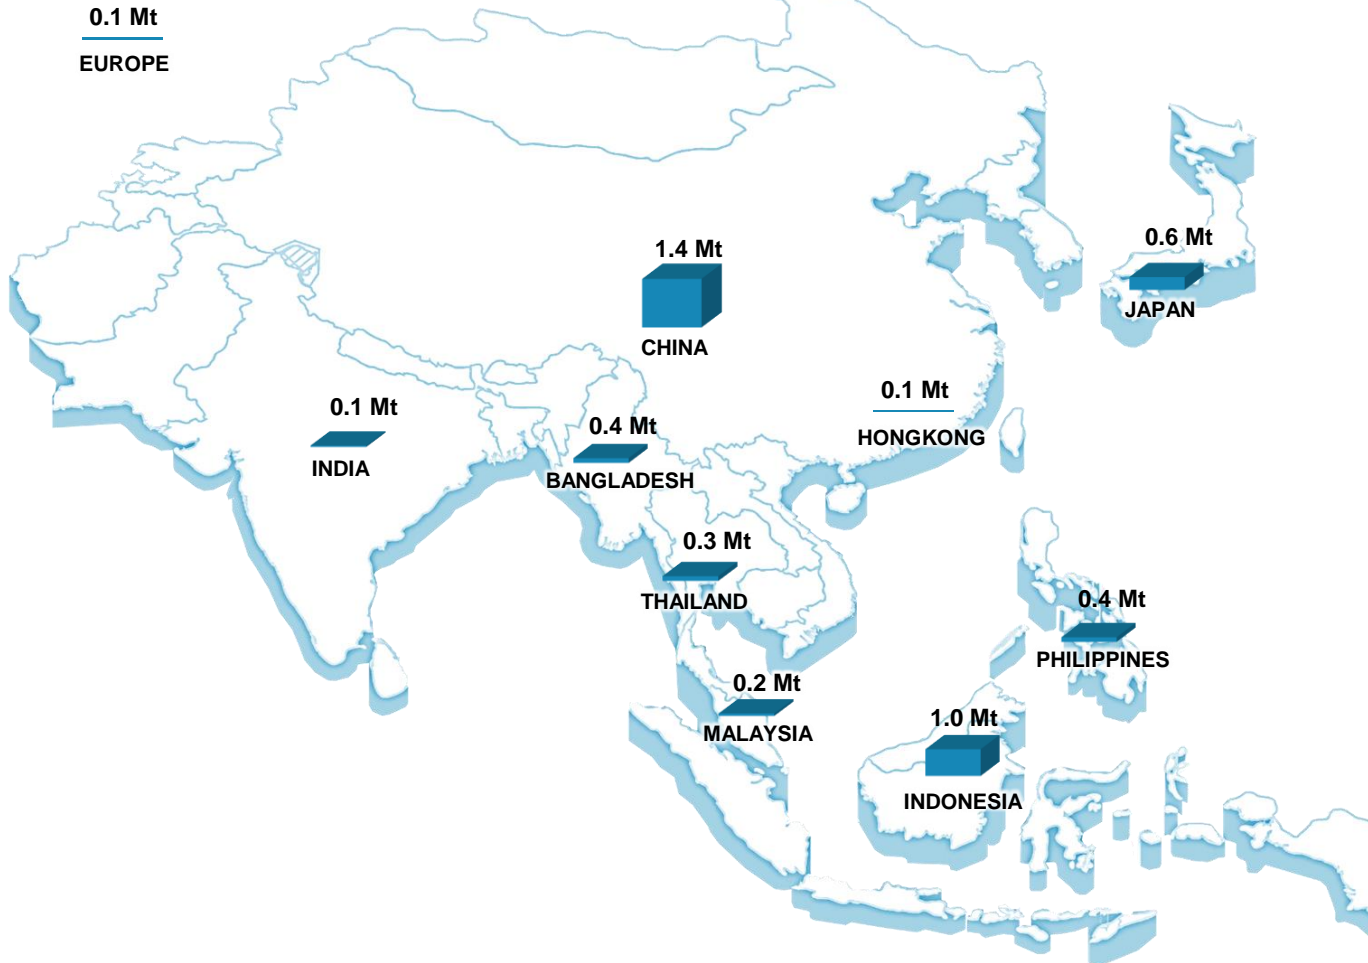 0.1 Mt
EUROPE
1.4 Mt
CHINA
0.6 Mt
JAPAN
0.1 Mt
HONGKONG
0.1 Mt
INDIA
0.4 Mt
BANGLADESH
0.3 Mt
THAILAND
0.4 Mt
PHILIPPINES
0.2 Mt
MALAYSIA
1.0 Mt
INDONESIA